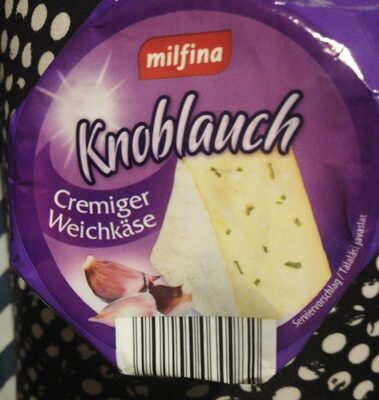 milfina
Knoblauch
Cremiger
Weichkäse
Serviervorschlag / Tálalási javaslat